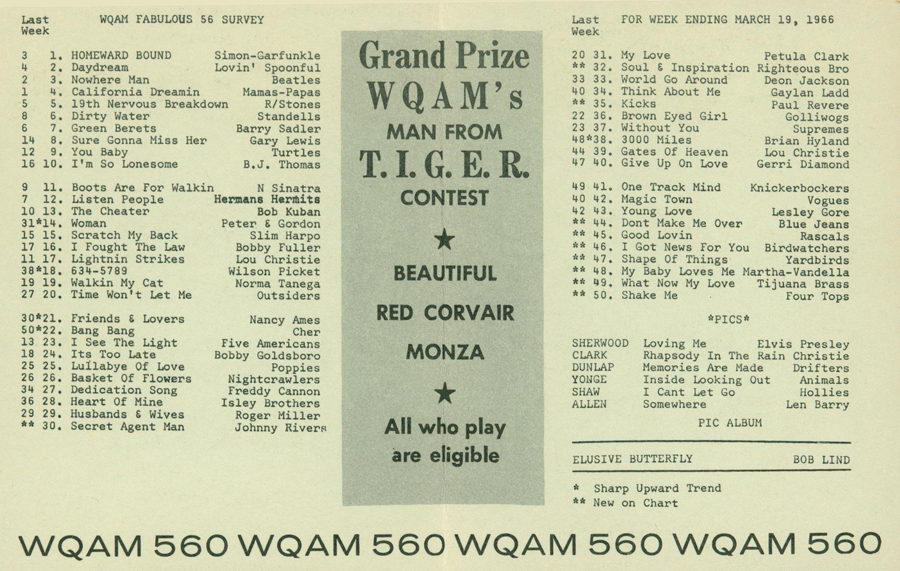 Last WQAM FABULOUS 56 SURVEY
Week
3 1. HOMEWARD BOUND Simon-Garfunkle
4 2. Daydream Lovin' Spoonful
2 3. Nowhere Man Beatles
1 4. California Dreamin Mamas-Papas
5 5. 19th Nervous Breakdown R/Stones
8 6. Dirty Water Standells
6 7. Green Berets Barry Sadler
14 8. Sure Gonna Miss Her Gary Lewis
12 9. You Baby Turtles
16 10. I'm So Lonesome B.J. Thomas
9 11. Boots Are For Walkin N Sinatra
7 12. Listen People Hermans Hermits
10 13. The Cheater Bob Kuban
31*14. Woman Peter & Gordon
15 15. Scratch My Back Slim Harpo
17 16. I Fought The Law Bobby Fuller
11 17. Lightnin Strikes Lou Christie
38*18. 634-5789 Wilson Picket
19 19. Walkin My Cat Norma Tanega
27 20. Time Won't Let Me Outsiders
30*21. Friends & Lovers Nancy Ames
50*22. Bang Bang Cher
13 23. I See The Light Five Americans
18 24. Its Too Late Bobby Goldsboro
25 25. Lullabye Of Love Poppies
26 26. Basket Of Flowers Nightcrawlers
34 27. Dedication Song Freddy Cannon
36 28. Heart Of Mine Isley Brothers
29 29. Husbands & Wives Roger Miller
** 30. Secret Agent Man Johnny Rivers
Grand Prize
WQAM's
MAN FROM
T.I.G.E.R.
CONTEST
★
BEAUTIFUL
RED CORVAIR
MONZA
★
All who play
are eligible
Last FOR WEEK ENDING MARCH 19, 1966
Week
20 31. My Love Petula Clark
** 32. Soul & Inspiration Righteous Bro
33 33. World Go Around Deon Jackson
40 34. Think About Me Gaylan Ladd
** 35. Kicks Paul Revere
22 36. Brown Eyed Girl Golliwogs
23 37. Without You Supremes
48*38. 3000 Miles Brian Hyland
44 39. Gates Of Heaven Lou Christie
47 40. Give Up On Love Gerri Diamond
49 41. One Track Mind Knickerbockers
40 42. Magic Town Vogues
42 43. Young Love Lesley Gore
** 44. Dont Make Me Over Blue Jeans
** 45. Good Lovin Rascals
** 46. I Got News For You Birdwatchers
** 47. Shape Of Things Yardbirds
** 48. My Baby Loves Me Martha-Vandella
** 49. What Now My Love Tijuana Brass
** 50. Shake Me Four Tops
*PICS*
SHERWOOD Loving Me Elvis Presley
CLARK Rhapsody In The Rain Christie
DUNLAP Memories Are Made Drifters
YONGE Inside Looking Out Animals
SHAW I Cant Let Go Hollies
ALLEN Somewhere Len Barry
PIC ALBUM
ELUSIVE BUTTERFLY BOB LIND
* Sharp Upward Trend
** New on Chart
WQAM 560 WQAM 560 WQAM 560 WQAM 560